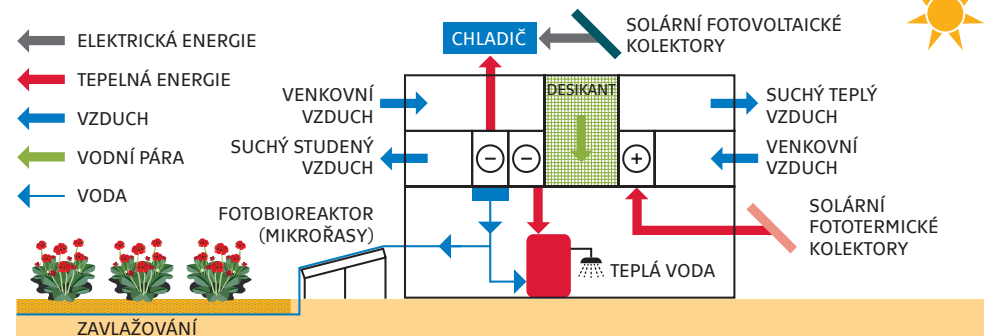 ELEKTRICKÁ ENERGIE
TEPELNÁ ENERGIE
VZDUCH
VODNÍ PÁRA
VODA
CHLADIČ
SOLÁRNÍ FOTOVOLTAICKÉ
KOLEKTORY
VENKOVNÍ
VZDUCH
DESIKANT
SUCHÝ TEPLÝ
VZDUCH
SUCHÝ STUDENÝ
VZDUCH
−
−
+
VENKOVNÍ
VZDUCH
FOTOBIOREAKTOR
(MIKROŘASY)
SOLÁRNÍ
FOTOTERMICKÉ
KOLEKTORY
TEPLÁ VODA
ZAVLAŽOVÁNÍ